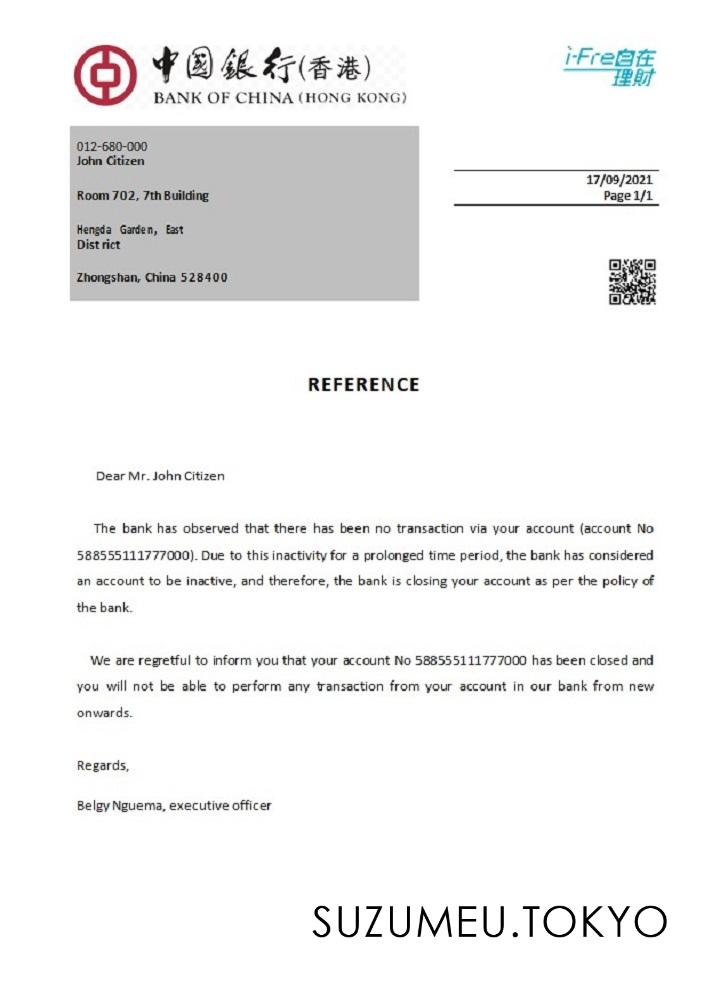 中國銀行(香港)
BANK OF CHINA (HONG KONG)
i-Free自在
理財
012-680-000
John Citizen
Room 702, 7th Building
Hengda Garden, East
District
Zhongshan, China 528400
17/09/2021
Page 1/1
REFERENCE
Dear Mr. John Citizen
The bank has observed that there has been no transaction via your account (account No
588555111777000). Due to this inactivity for a prolonged time period, the bank has considered
an account to be inactive, and therefore, the bank is closing your account as per the policy of
the bank.
We are regretful to inform you that your account No 588555111777000 has been closed and
you will not be able to perform any transaction from your account in our bank from new
onwards.
Regards,
Belgy Nguema, executive officer
SUZUMEU.TOKYO